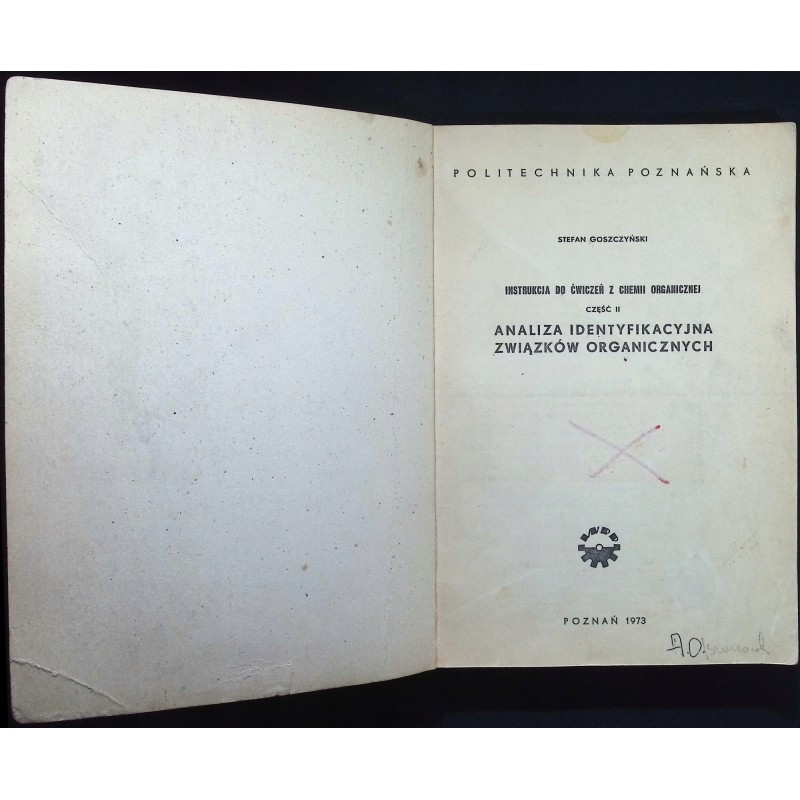 POLITECHNIKA POZNAŃSKA
STEFAN GOSZCZYŃSKI
INSTRUKCJA DO ĆWICZEŃ Z CHEMII ORGANICZNEJ
CZĘŚĆ II
ANALIZA IDENTYFIKACYJNA
ZWIĄZKÓW ORGANICZNYCH
POZNAŃ 1973